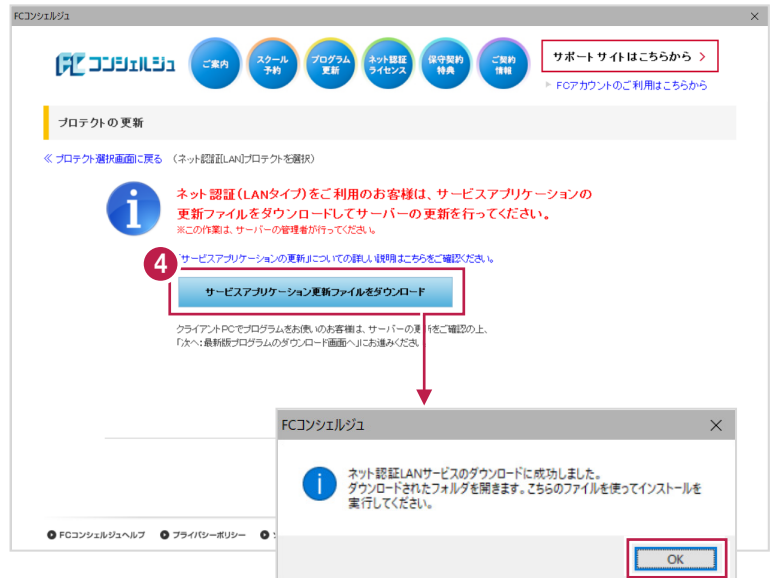 FCコンシェルジュ
FCコンシェルジュ
ご案内
スクール
予約
プログラム
更新
ネット認証
ライセンス
保守契約
特典
ご契約
情報
サポートサイトはこちらから
FCアカウントのご利用はこちらから
プロテクトの更新
≪ プロテクト選択画面に戻る (ネット認証[LAN]プロテクトを選択)
ネット認証(LANタイプ)をご利用のお客様は、サービスアプリケーションの
更新ファイルをダウンロードしてサーバーの更新を行ってください。
※この作業は、サーバーの管理者が行ってください。
4
「サービスアプリケーションの更新」についての詳しい説明はこちらをご確認ください。
サービスアプリケーション更新ファイルをダウンロード
クライアントPCでプログラムをお使いのお客様は、サーバーの更新をご確認の上、
「次へ:最新版プログラムのダウンロード画面へ」にお進みくださ
FCコンシェルジュ
ネット認証LANサービスのダウンロードに成功しました。
ダウンロードされたフォルダを開きます。こちらのファイルを使ってインストールを
実行してください。
OK
FCコンシェルジュヘルプ プライバシーポリシー